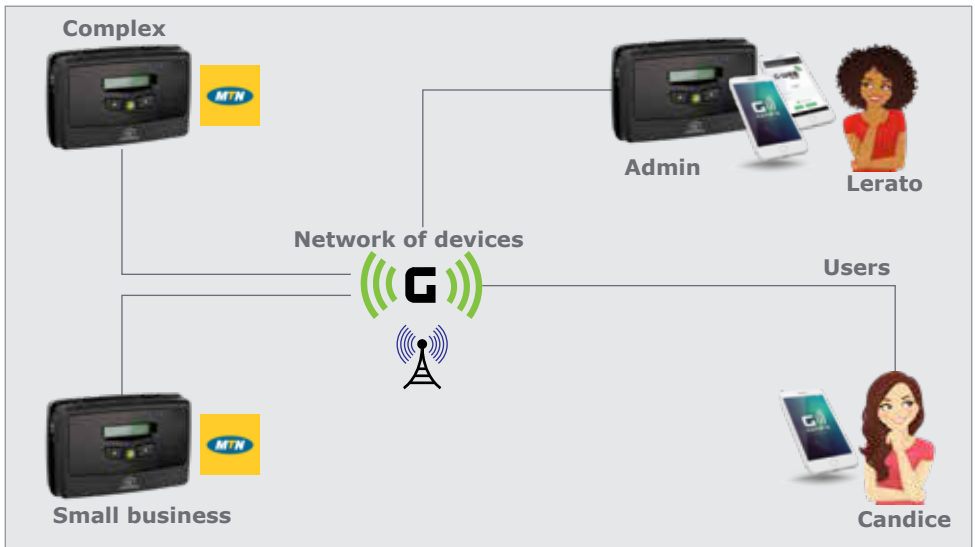 Complex
MTN
Admin
Lerato
Network of devices
G
Users
MTN
Small business
Candice